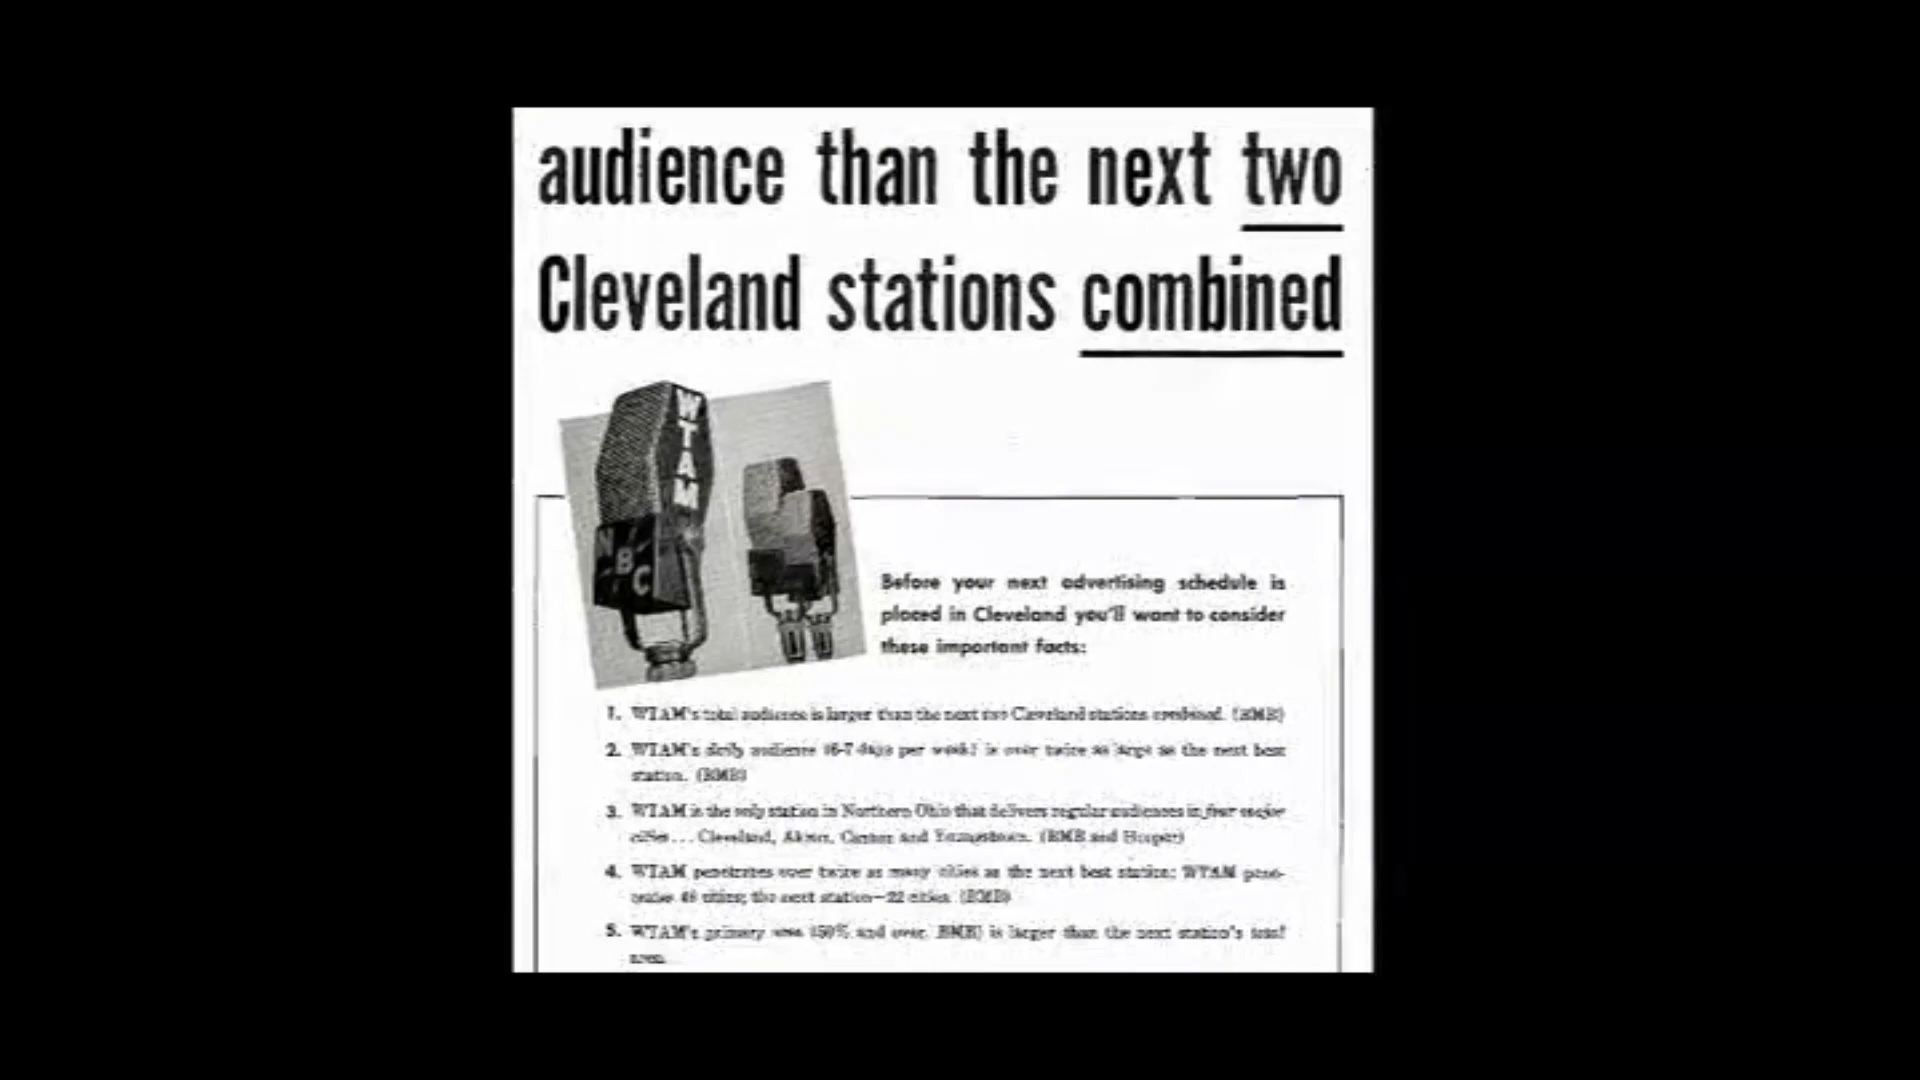 audience than the next two
Cleveland stations combined
WTAM
NBC
Before your next advertising schedule is
placed in Cleveland you'll want to consider
these important facts:
1. WTAM's total audience is larger than the next two Cleveland stations combined. (BMB)
2. WTAM's daily audience (6-7 days per week) is over twice as large as the next best
station. (BMB)
3. WTAM is the only station in Northern Ohio that delivers regular audiences in four major
cities... Cleveland, Akron, Canton and Youngstown. (BMB and Hooper)
4. WTAM penetrates over twice as many cities as the next best station: WTAM pene-
cities; the next station—22 cities. (BMB)
5. WTAM's primary area (50% and over, BMB) is larger than the next station's total
area.